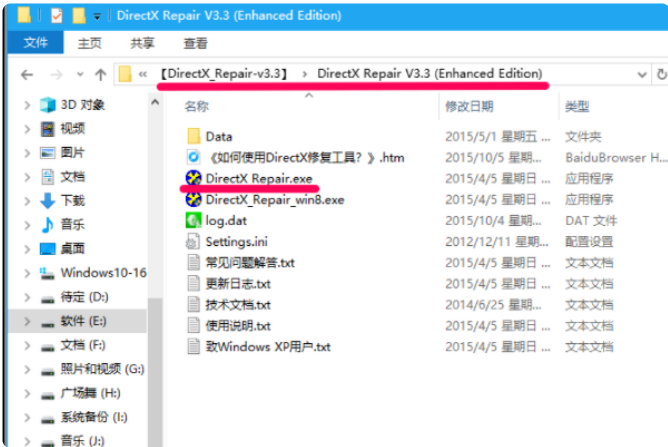 DirectX Repair V3.3 (Enhanced Edition)
文件 主页 共享 查看
« 【DirectX_Repair-v3.3】 › DirectX Repair V3.3 (Enhanced Edition)
3D 对象
视频
图片
文档
下载
音乐
桌面
Windows10-16
待定 (D:)
软件 (E:)
文档 (F:)
照片和视频 (G:)
广场舞 (H:)
系统备份 (I:)
音乐 (J:)
名称 修改日期 类型
Data 2015/5/1 星期五 ... 文件夹
《如何使用DirectX修复工具？》.htm 2015/10/5 星期... BaiduBrowser H...
DirectX Repair.exe 2015/4/5 星期日 ... 应用程序
DirectX_Repair_win8.exe 2015/4/5 星期日 ... 应用程序
log.dat 2015/10/4 星期... DAT 文件
Settings.ini 2012/12/11 星期... 配置设置
常见问题解答.txt 2015/4/5 星期日 ... 文本文档
更新日志.txt 2015/4/5 星期日 ... 文本文档
技术文档.txt 2014/6/25 星期... 文本文档
使用说明.txt 2015/4/5 星期日 ... 文本文档
致Windows XP用户.txt 2015/4/5 星期日 ... 文本文档